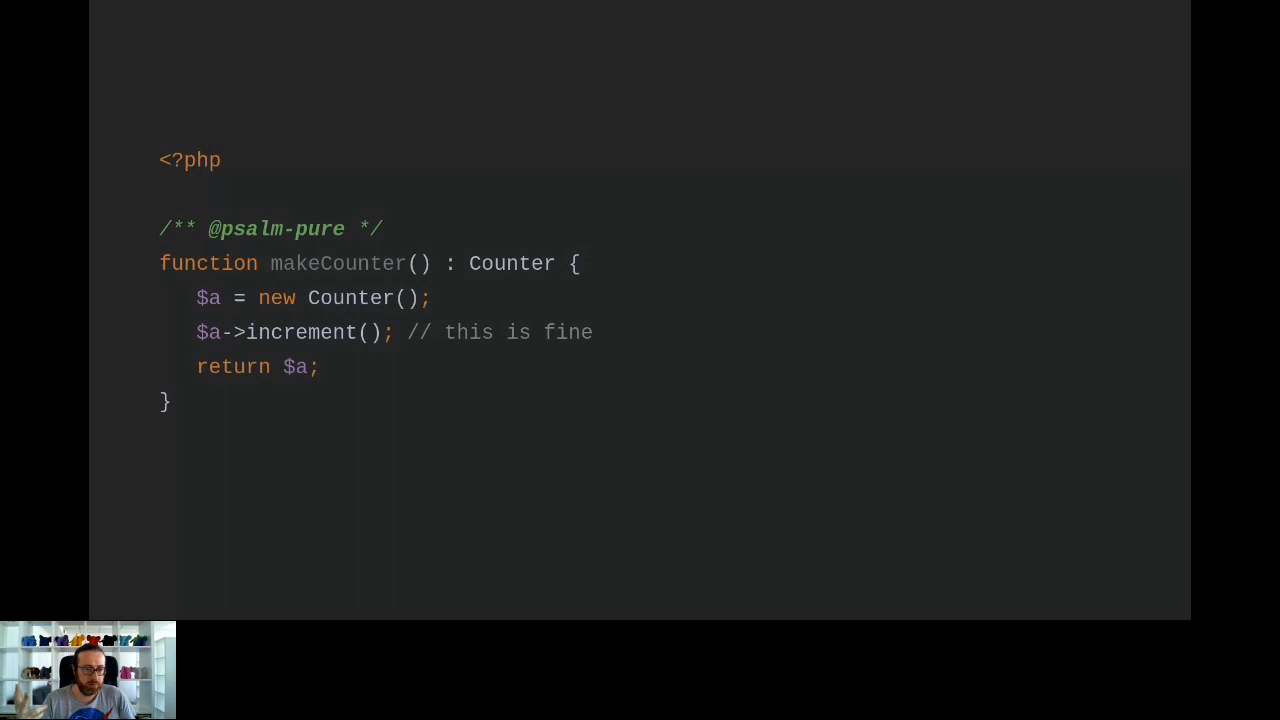 <?php
/** @psalm-pure */
function makeCounter() : Counter {
$a = new Counter();
$a->increment(); // this is fine
return $a;
}